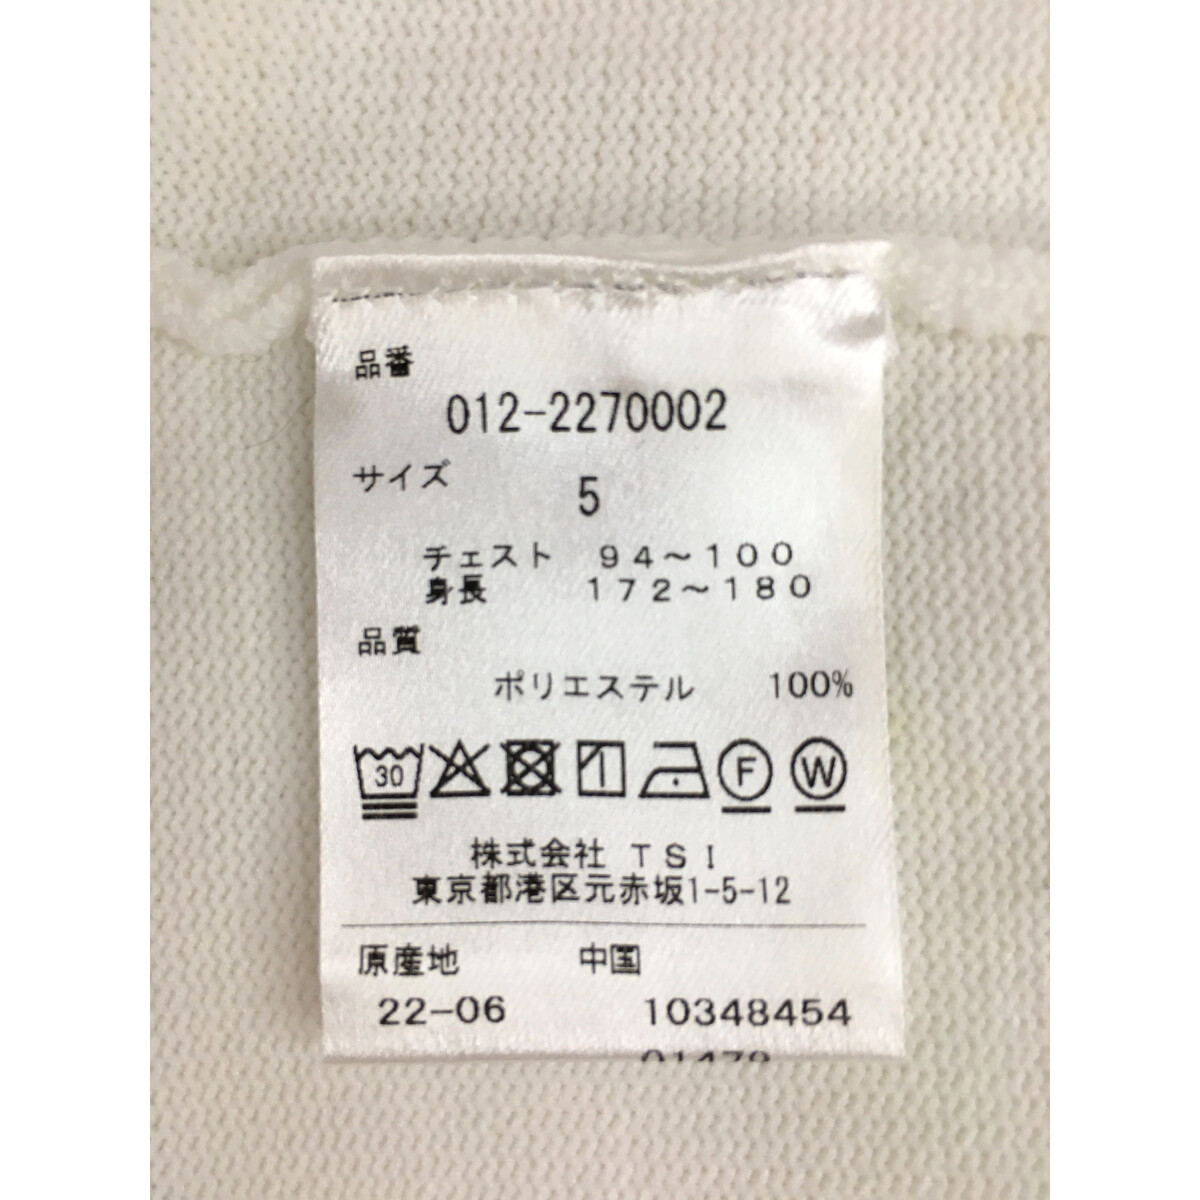 品番
012-2270002
サイズ
5
チェスト 94～100
身長 172～180
品質
ポリエステル 100%
30
F W
株式会社 TSI
東京都港区元赤坂1-5-12
原産地 中国
22-06 10348454